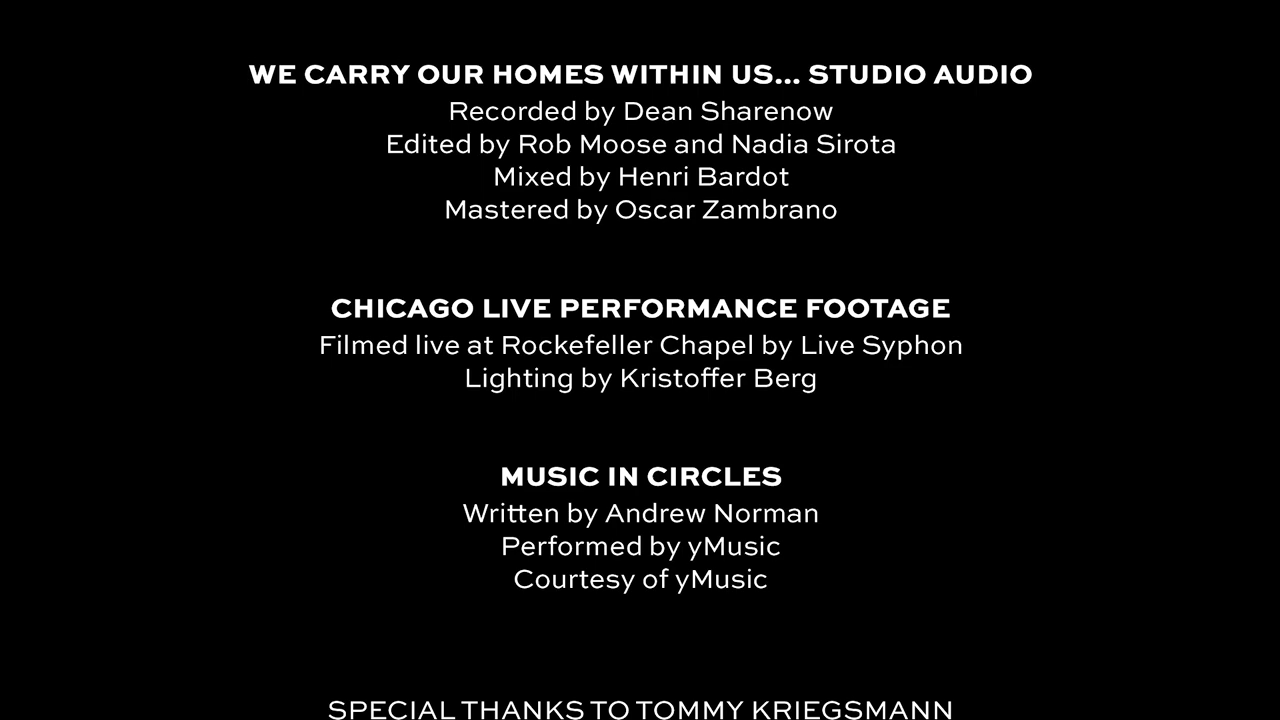 WE CARRY OUR HOMES WITHIN US... STUDIO AUDIO
Recorded by Dean Sharenow
Edited by Rob Moose and Nadia Sirota
Mixed by Henri Bardot
Mastered by Oscar Zambrano
CHICAGO LIVE PERFORMANCE FOOTAGE
Filmed live at Rockefeller Chapel by Live Syphon
Lighting by Kristoffer Berg
MUSIC IN CIRCLES
Written by Andrew Norman
Performed by yMusic
Courtesy of yMusic
SPECIAL THANKS TO TOMMY KRIEGSMANN